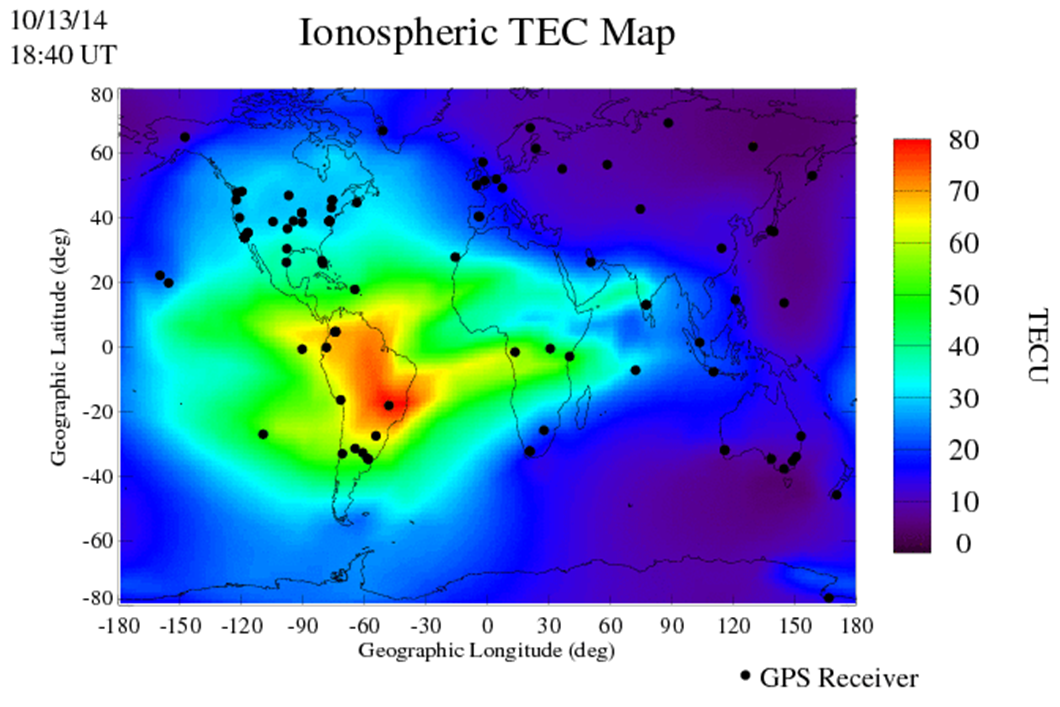 10/13/14
18:40 UT
Ionospheric TEC Map
80
60
40
20
0
-20
-40
-60
-80
Geographic Latitude (deg)
-180 -150 -120 -90 -60 -30 0 30 60 90 120 150 180
Geographic Longitude (deg)
80
70
60
50
40
30
20
10
0
TECU
GPS Receiver